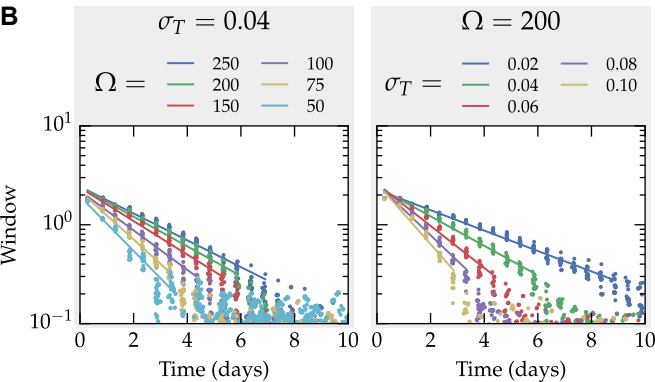 B
σ_T = 0.04
Ω =
250 100
200 75
150 50
Window
10^1
10^0
10^-1
0 2 4 6 8 10
Time (days)
Ω = 200
σ_T =
0.02 0.08
0.04 0.10
0.06
0 2 4 6 8 10
Time (days)